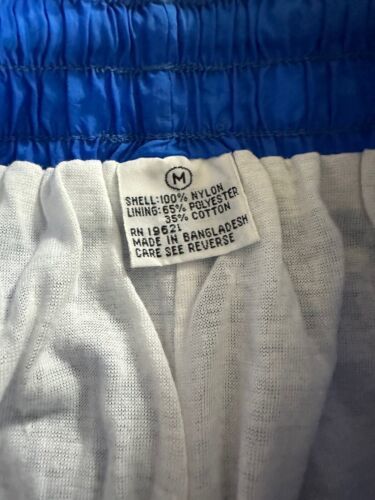 M
SHELL:100% NYLON
LINING:65% POLYESTER
35% COTTON
RN 19621
MADE IN BANGLADESH
CARE SEE REVERSE